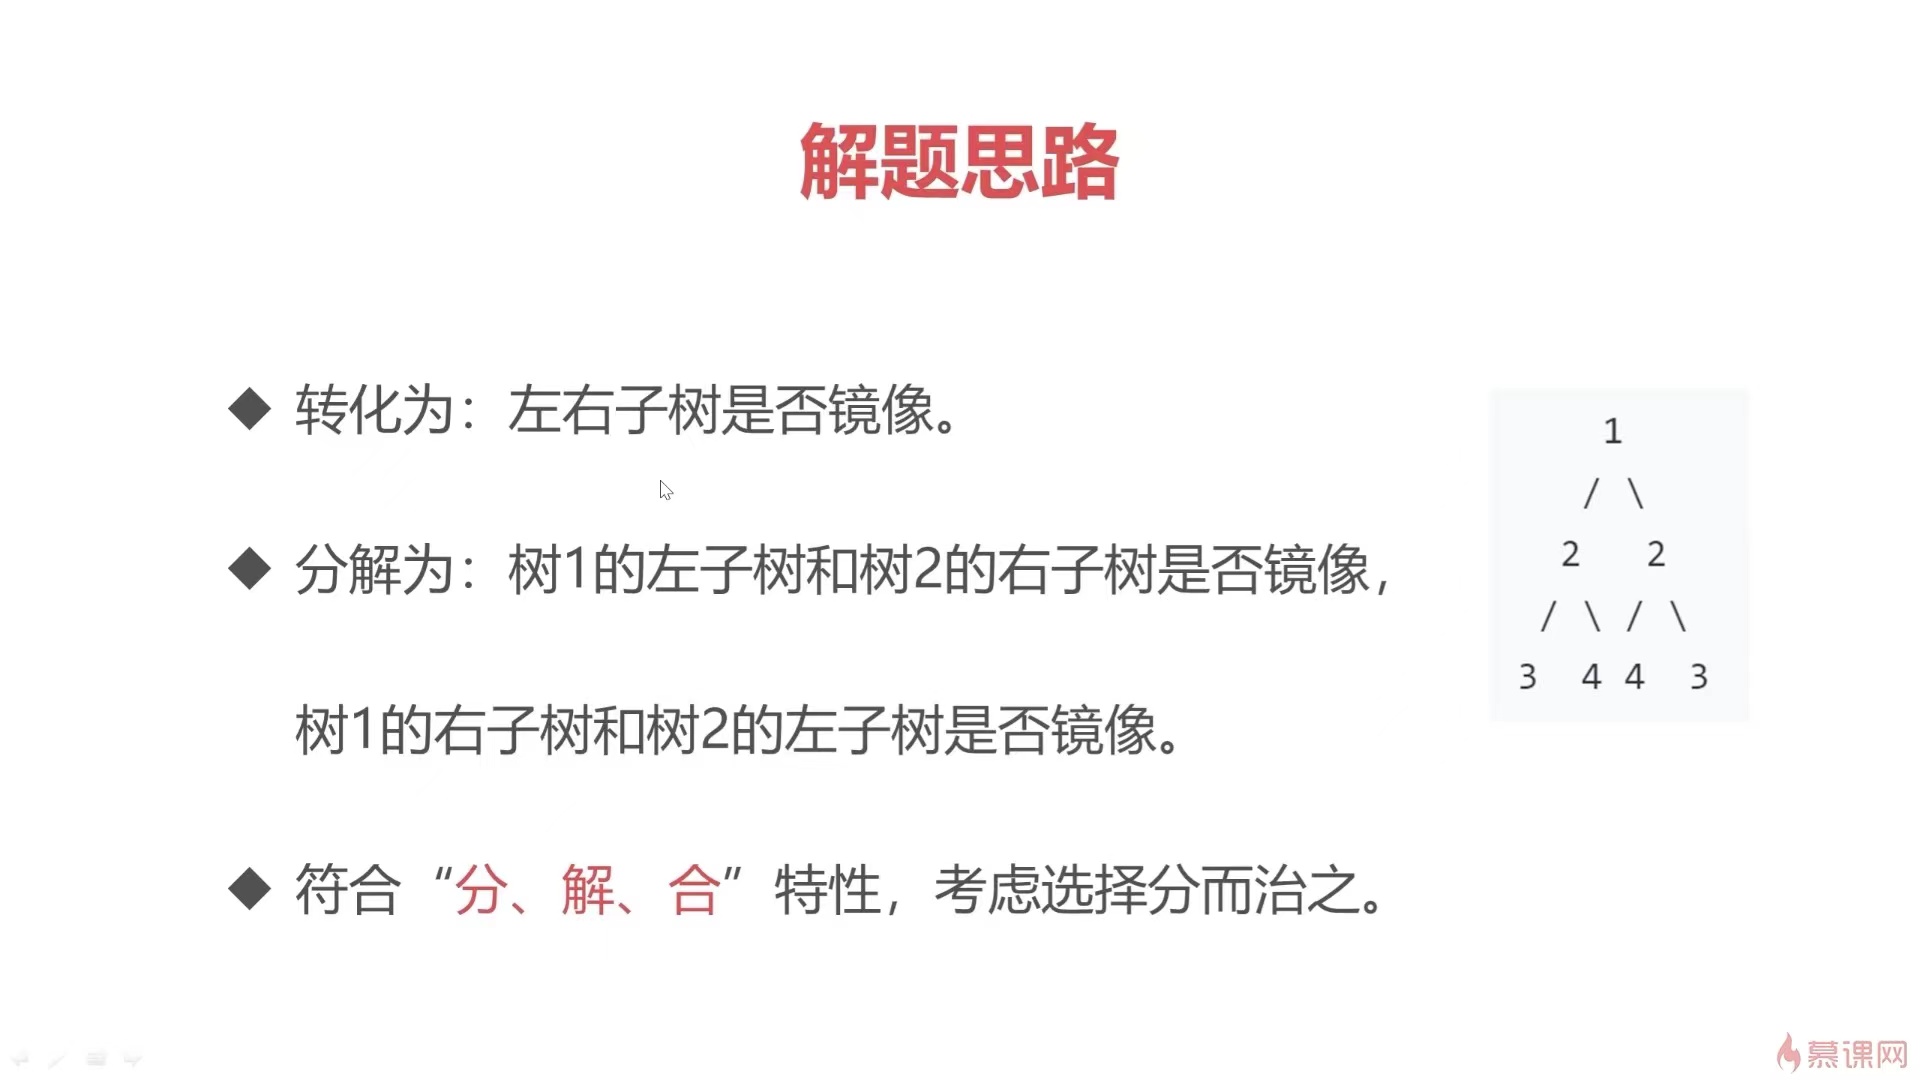 解题思路
转化为：左右子树是否镜像。
分解为：树1的左子树和树2的右子树是否镜像，
树1的右子树和树2的左子树是否镜像。
符合“分、解、合”特性，考虑选择分而治之。
1
/ \
2 2
/ \ / \
3 4 4 3
慕课网